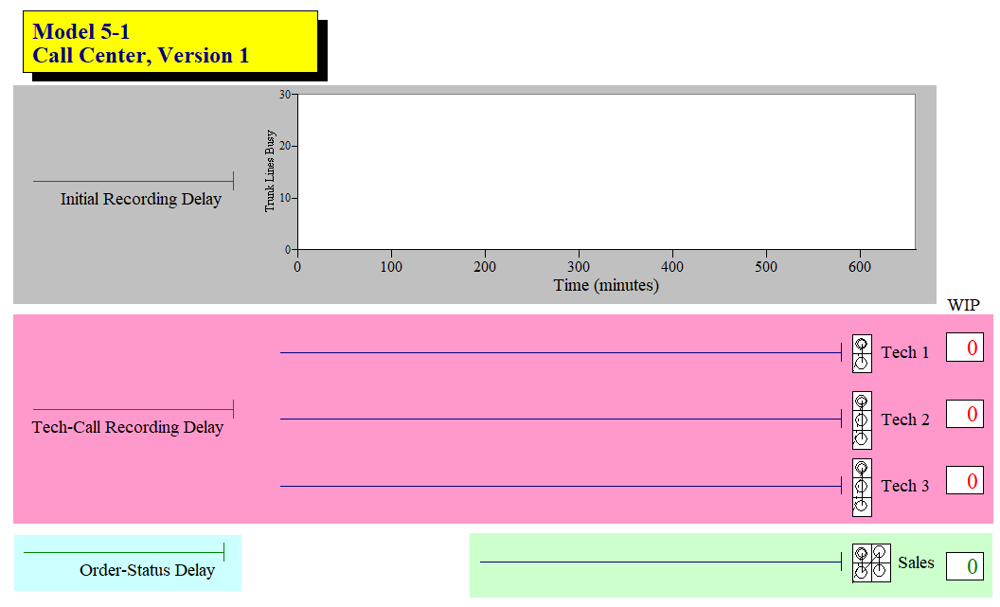 Model 5-1
Call Center, Version 1
30
20
10
0
Trunk Lines Busy
0 100 200 300 400 500 600
Time (minutes)
Initial Recording Delay
WIP
Tech 1 0
Tech 2 0
Tech 3 0
Tech-Call Recording Delay
Order-Status Delay
Sales 0